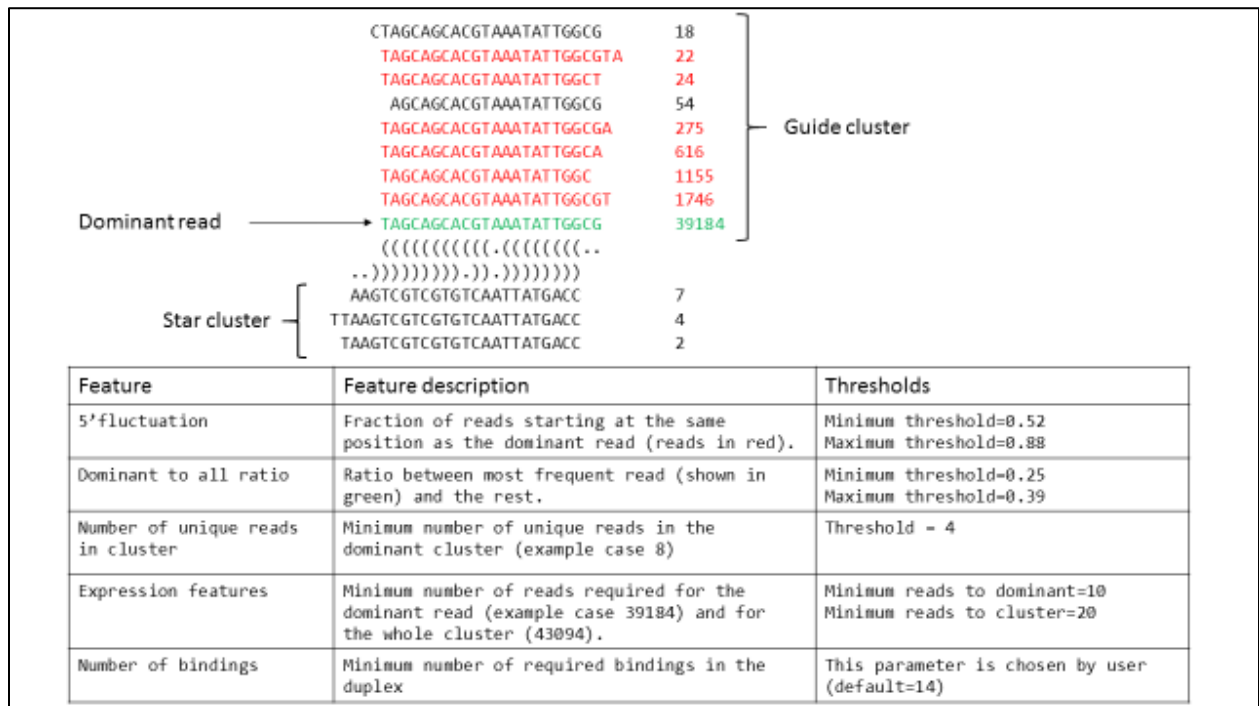 CTAGCAGCACGTAAATATTGGCG 18
TAGCAGCACGTAAATATTGGCGTA 22
TAGCAGCACGTAAATATTGGCT 24
AGCAGCACGTAAATATTGGCG 54
TAGCAGCACGTAAATATTGGCGA 275
Guide cluster
TAGCAGCACGTAAATATTGGCA 616
TAGCAGCACGTAAATATTGGC 1155
TAGCAGCACGTAAATATTGGCGT 1746
Dominant read
TAGCAGCACGTAAATATTGGCG 39184
(((((((((((.((((((((..
..))))))))).)).))))))))
AAGTCGTCGTGTCAATTATGACC 7
Star cluster
TTAAGTCGTCGTGTCAATTATGACC 4
TAAGTCGTCGTGTCAATTATGACC 2
Feature
Feature description
Thresholds
5'fluctuation
Fraction of reads starting at the same
position as the dominant read (reads in red).
Minimum threshold=0.52
Maximum threshold=0.88
Dominant to all ratio
Ratio between most frequent read (shown in
green) and the rest.
Minimum threshold=0.25
Maximum threshold=0.39
Number of unique reads
in cluster
Minimum number of unique reads in the
dominant cluster (example case 8)
Threshold = 4
Expression features
Minimum number of reads required for the
dominant read (example case 39184) and for
the whole cluster (43094).
Minimum reads to dominant=10
Minimum reads to cluster=20
Number of bindings
Minimum number of required bindings in the
duplex
This parameter is chosen by user
(default=14)